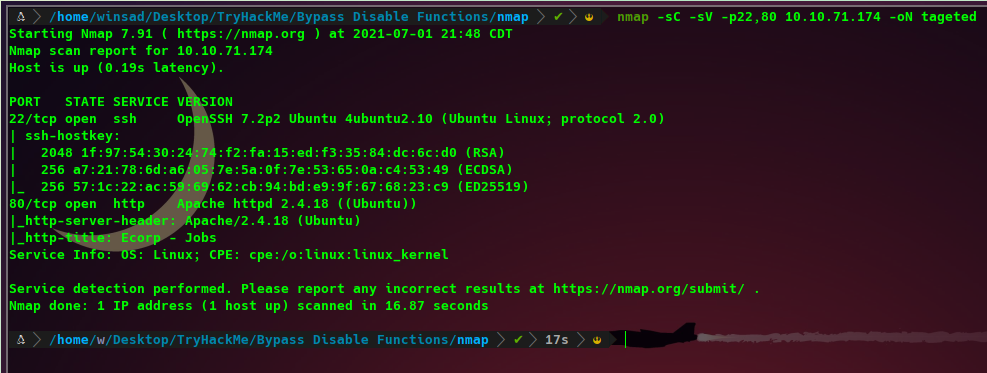 /home/winsad/Desktop/TryHackMe/Bypass Disable Functions/nmap nmap -sC -sV -p22,80 10.10.71.174 -oN tageted
Starting Nmap 7.91 ( https://nmap.org ) at 2021-07-01 21:48 CDT
Nmap scan report for 10.10.71.174
Host is up (0.19s latency).
PORT   STATE SERVICE VERSION
22/tcp open  ssh     OpenSSH 7.2p2 Ubuntu 4ubuntu2.10 (Ubuntu Linux; protocol 2.0)
| ssh-hostkey:
|   2048 1f:97:54:30:24:74:f2:fa:15:ed:f3:35:84:dc:6c:d0 (RSA)
|   256 a7:21:78:6d:a6:05:7e:5a:0f:7e:53:65:0a:c4:53:49 (ECDSA)
|_  256 57:1c:22:ac:59:69:62:cb:94:bd:e9:9f:67:68:23:c9 (ED25519)
80/tcp open  http    Apache httpd 2.4.18 ((Ubuntu))
|_http-server-header: Apache/2.4.18 (Ubuntu)
|_http-title: Ecorp - Jobs
Service Info: OS: Linux; CPE: cpe:/o:linux:linux_kernel
Service detection performed. Please report any incorrect results at https://nmap.org/submit/ .
Nmap done: 1 IP address (1 host up) scanned in 16.87 seconds
/home/w/Desktop/TryHackMe/Bypass Disable Functions/nmap ✔ 17s